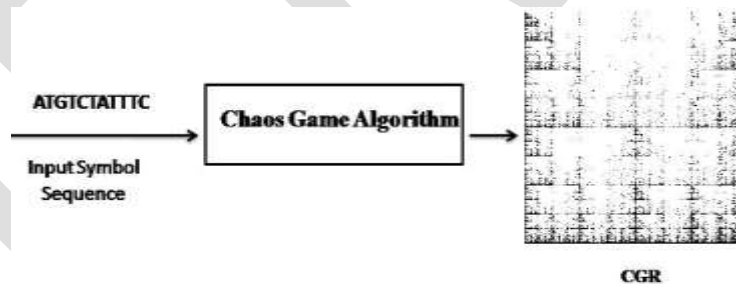 ATGTCTATTTC
Chaos Game Algorithm
Input Symbol
Sequence
CGR